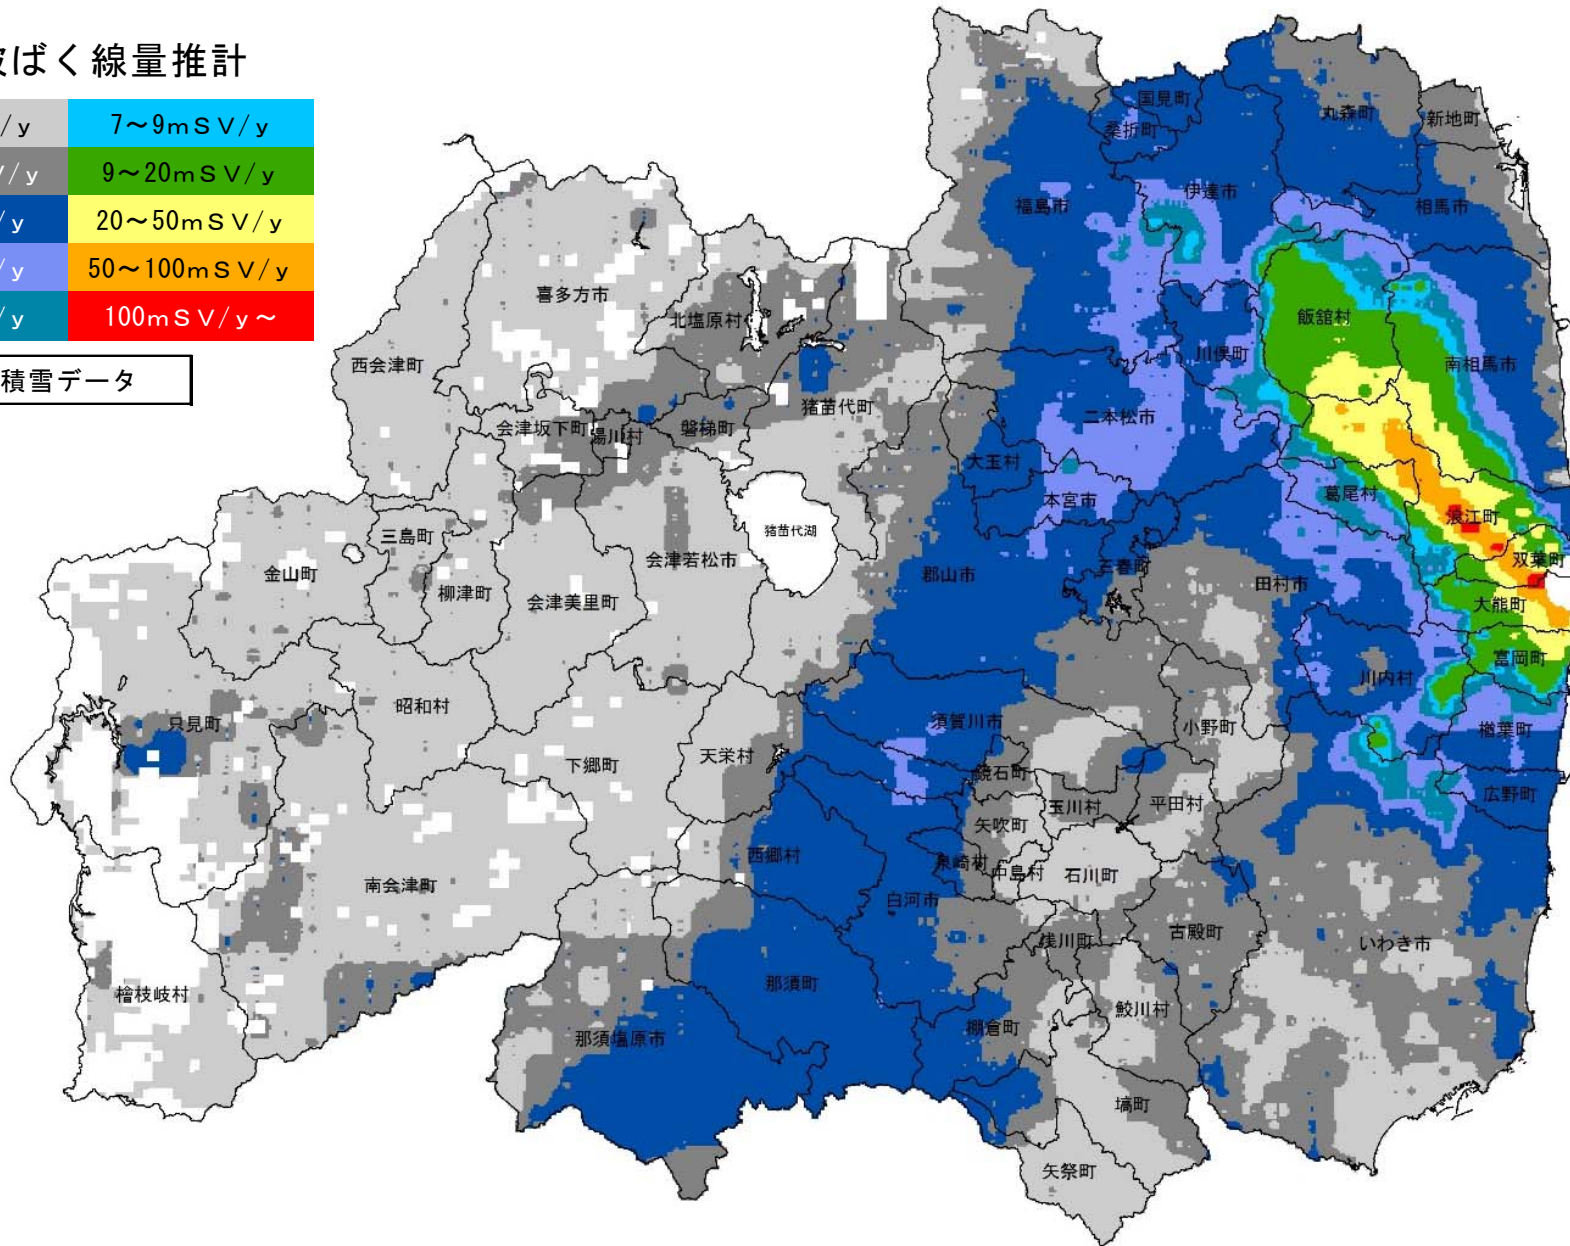 ばく線量推計
/y 7～9mSV/y
V/y 9～20mSV/y
/y 20～50mSV/y
/y 50～100mSV/y
/y 100mSV/y～
積雪データ
国見町
桑折町
丸森町
新地町
伊達市
福島市
相馬市
喜多方市
北塩原村
飯舘村
川俣町
西会津町
南相馬市
猪苗代町
二本松市
会津坂下町
湯川村
磐梯町
大玉村
本宮市
葛尾村
浪江町
猪苗代湖
三島町
会津若松市
双葉町
三春町
金山町
郡山市
田村市
柳津町
会津美里町
大熊町
富岡町
川内村
昭和村
只見町
須賀川市
小野町
楢葉町
天栄村
下郷町
鏡石町
広野町
玉川村
平田村
矢吹町
西郷村
泉崎村
中島村
石川町
南会津町
白河市
浅川町
古殿町
いわき市
那須町
檜枝岐村
鮫川村
棚倉町
那須塩原市
塙町
矢祭町